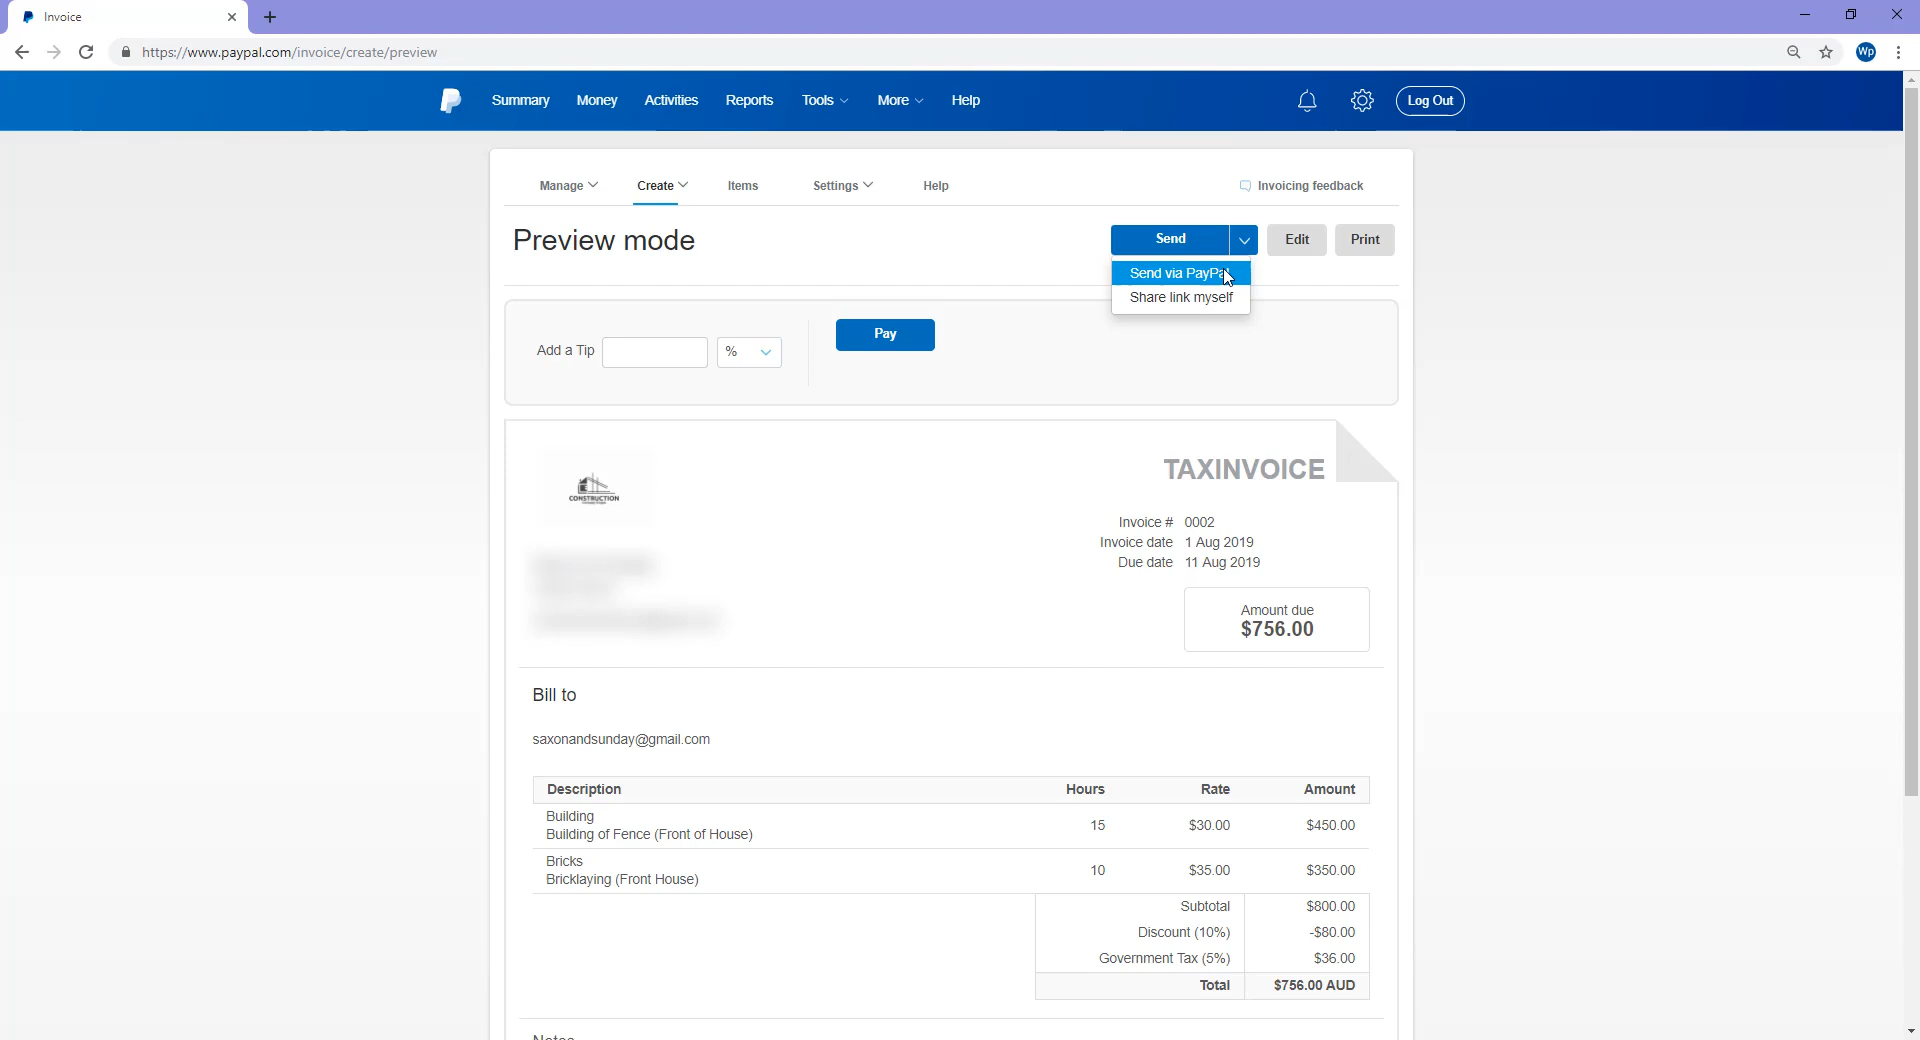 Invoice
https://www.paypal.com/invoice/create/preview
Wp
Summary Money Activities Reports Tools More Help Log Out
Manage Create Items Settings Help Invoicing feedback
Preview mode
Send Edit Print
Send via PayPal
Share link myself
Add a Tip % Pay
TAXINVOICE
CONSTRUCTION
Invoice # 0002
Invoice date 1 Aug 2019
Due date 11 Aug 2019
Amount due
$756.00
Bill to
saxonandsunday@gmail.com
Description Hours Rate Amount
Building
Building of Fence (Front of House) 15 $30.00 $450.00
Bricks
Bricklaying (Front House) 10 $35.00 $350.00
Subtotal $800.00
Discount (10%) -$80.00
Government Tax (5%) $36.00
Total $756.00 AUD
Notes